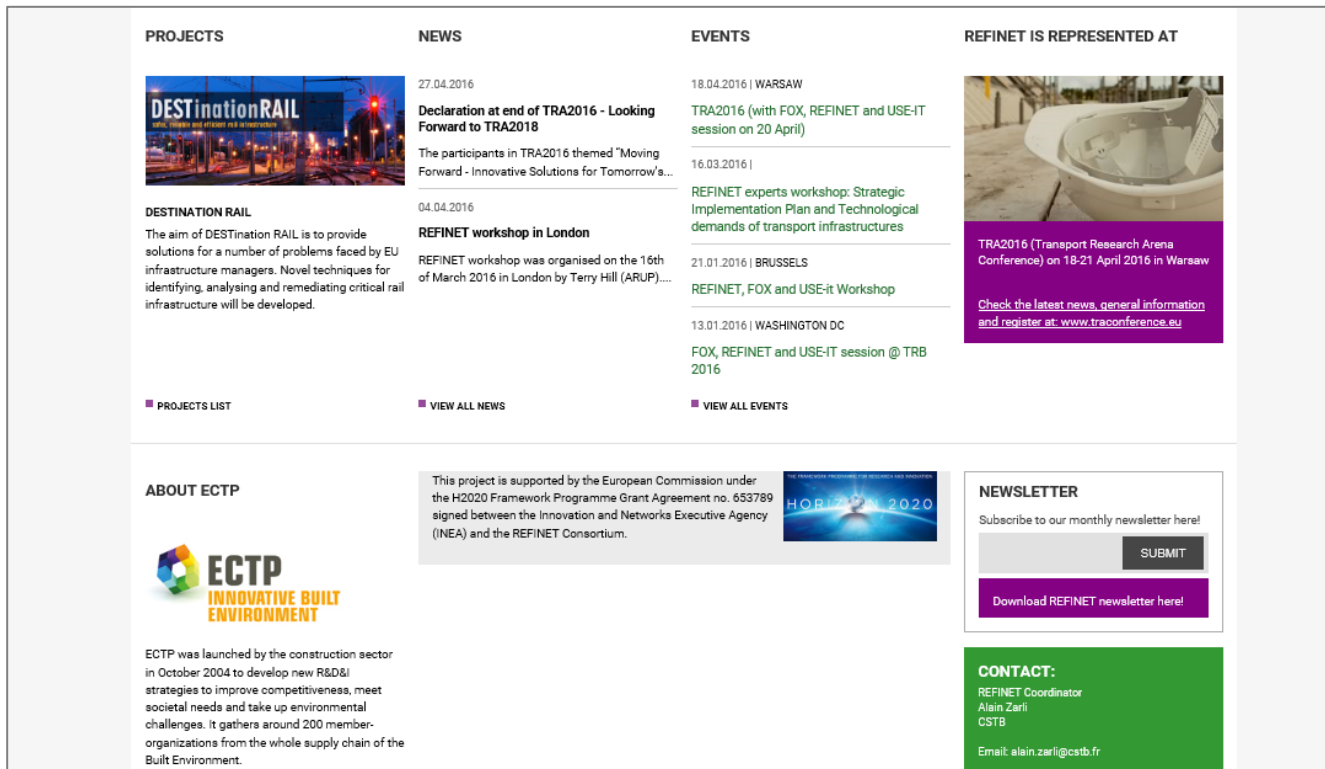 PROJECTS
DESTinationRAIL
safe, reliable and efficient rail infrastructure
DESTINATION RAIL
The aim of DESTination RAIL is to provide
solutions for a number of problems faced by EU
infrastructure managers. Novel techniques for
identifying, analysing and remediating critical rail
infrastructure will be developed.
PROJECTS LIST
NEWS
27.04.2016
Declaration at end of TRA2016 - Looking
Forward to TRA2018
The participants in TRA2016 themed "Moving
Forward - Innovative Solutions for Tomorrow's...
04.04.2016
REFINET workshop in London
REFINET workshop was organised on the 16th
of March 2016 in London by Terry Hill (ARUP)....
VIEW ALL NEWS
EVENTS
18.04.2016 | WARSAW
TRA2016 (with FOX, REFINET and USE-IT
session on 20 April)
16.03.2016 |
REFINET experts workshop: Strategic
Implementation Plan and Technological
demands of transport infrastructures
21.01.2016 | BRUSSELS
REFINET, FOX and USE-it Workshop
13.01.2016 | WASHINGTON DC
FOX, REFINET and USE-IT session @ TRB
2016
VIEW ALL EVENTS
REFINET IS REPRESENTED AT
TRA2016 (Transport Research Arena
Conference) on 18-21 April 2016 in Warsaw
Check the latest news, general information
and register at: www.traconference.eu
ABOUT ECTP
ECTP
INNOVATIVE BUILT
ENVIRONMENT
ECTP was launched by the construction sector
in October 2004 to develop new R&D&I
strategies to improve competitiveness, meet
societal needs and take up environmental
challenges. It gathers around 200 member-
organizations from the whole supply chain of the
Built Environment.
This project is supported by the European Commission under
the H2020 Framework Programme Grant Agreement no. 653789
signed between the Innovation and Networks Executive Agency
(INEA) and the REFINET Consortium.
THE FRAMEWORK PROGRAMME FOR RESEARCH AND INNOVATION
HORIZON 2020
NEWSLETTER
Subscribe to our monthly newsletter here!
SUBMIT
Download REFINET newsletter here!
CONTACT:
REFINET Coordinator
Alain Zarli
CSTB
Email: alain.zarli@cstb.fr